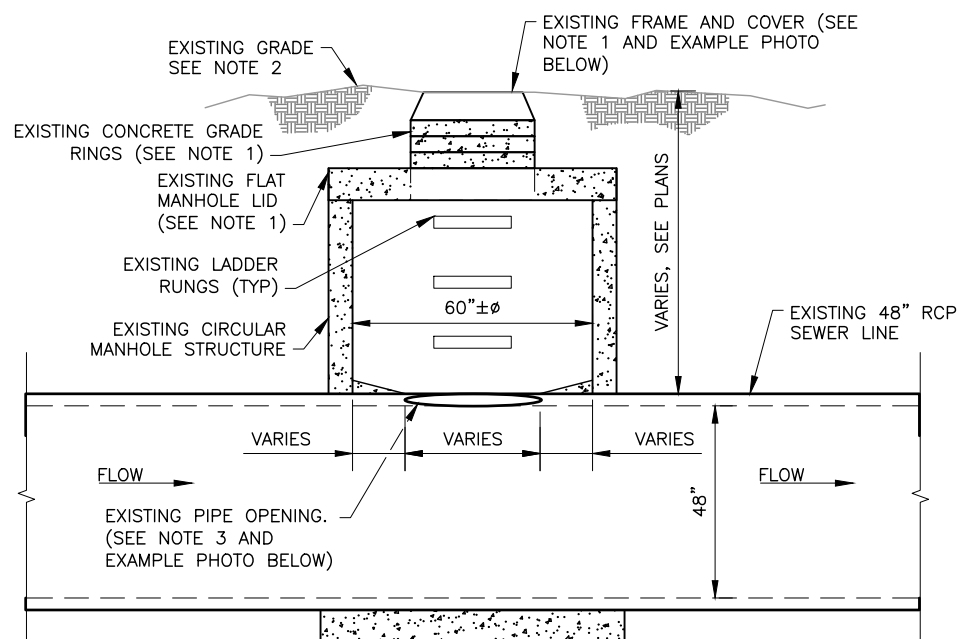 EXISTING FRAME AND COVER (SEE
NOTE 1 AND EXAMPLE PHOTO
BELOW)
EXISTING GRADE
SEE NOTE 2
EXISTING CONCRETE GRADE
RINGS (SEE NOTE 1)
EXISTING FLAT
MANHOLE LID
(SEE NOTE 1)
EXISTING LADDER
RUNGS (TYP)
EXISTING CIRCULAR
MANHOLE STRUCTURE
60"±ø
VARIES, SEE PLANS
EXISTING 48" RCP
SEWER LINE
VARIES
VARIES
VARIES
FLOW
FLOW
48"
EXISTING PIPE OPENING.
(SEE NOTE 3 AND
EXAMPLE PHOTO BELOW)